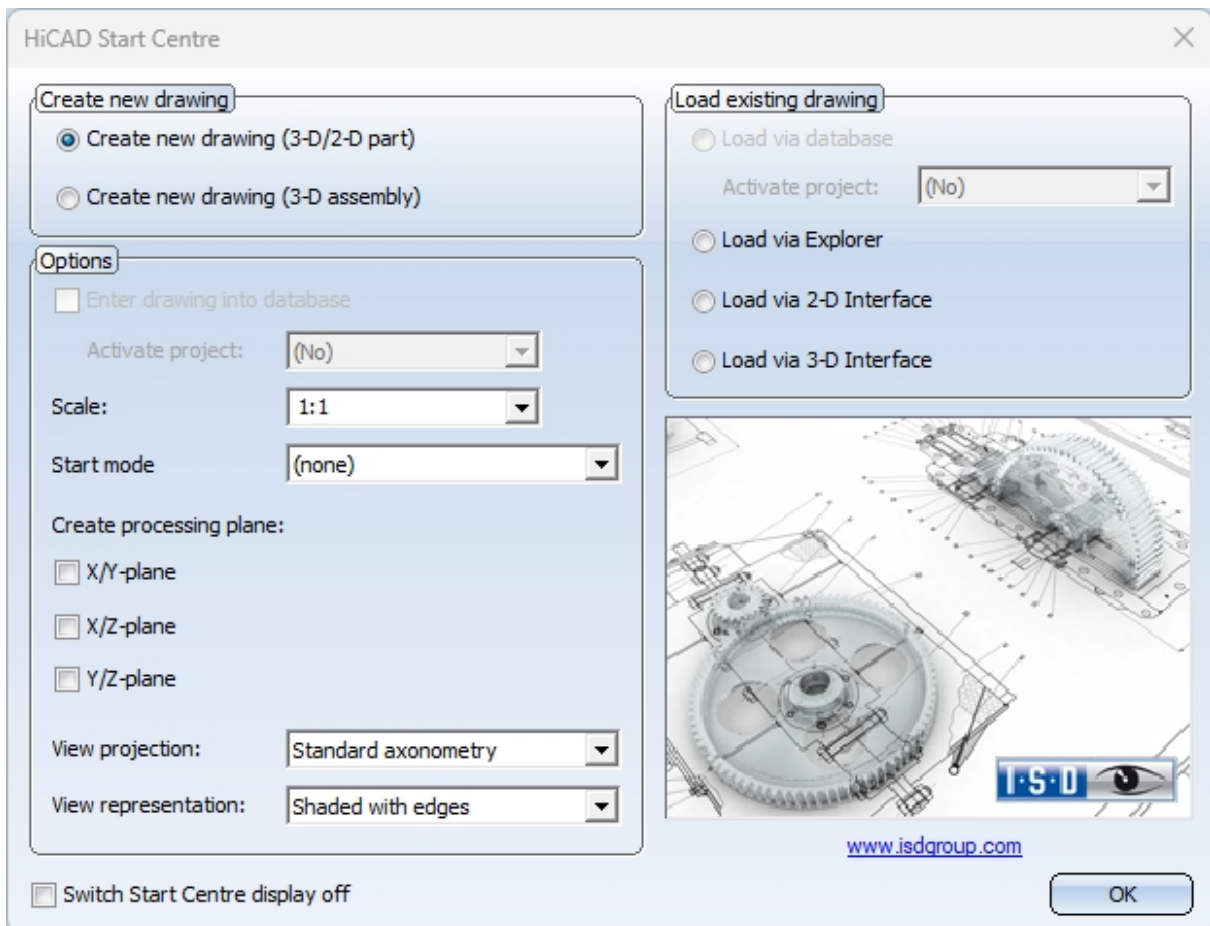 HiCAD Start Centre
Create new drawing
Create new drawing (3-D/2-D part)
Create new drawing (3-D assembly)
Options
Enter drawing into database
Activate project: (No)
Scale: 1:1
Start mode (none)
Create processing plane:
X/Y-plane
X/Z-plane
Y/Z-plane
View projection: Standard axonometry
View representation: Shaded with edges
Switch Start Centre display off
Load existing drawing
Load via database
Activate project: (No)
Load via Explorer
Load via 2-D Interface
Load via 3-D Interface
I·S·D
www.isdgroup.com
OK